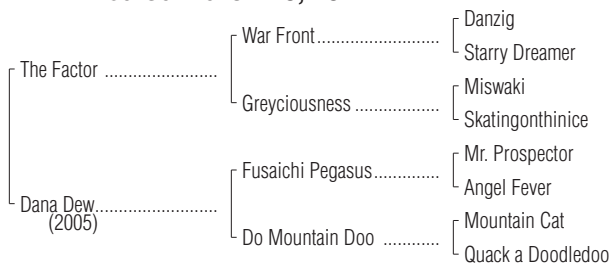 Danzig
War Front
Starry Dreamer
The Factor
Miswaki
Greyciousness
Skatingonthinice
Mr. Prospector
Fusaichi Pegasus
Angel Fever
Dana Dew
(2005)
Mountain Cat
Do Mountain Doo
Quack a Doodledoo